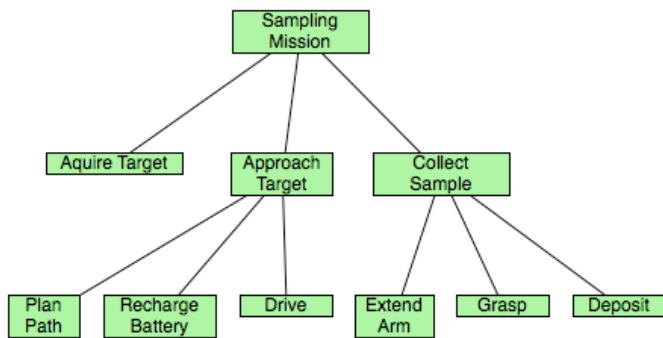 Sampling
Mission
Aquire Target
Approach
Target
Collect
Sample
Plan
Path
Recharge
Battery
Drive
Extend
Arm
Grasp
Deposit